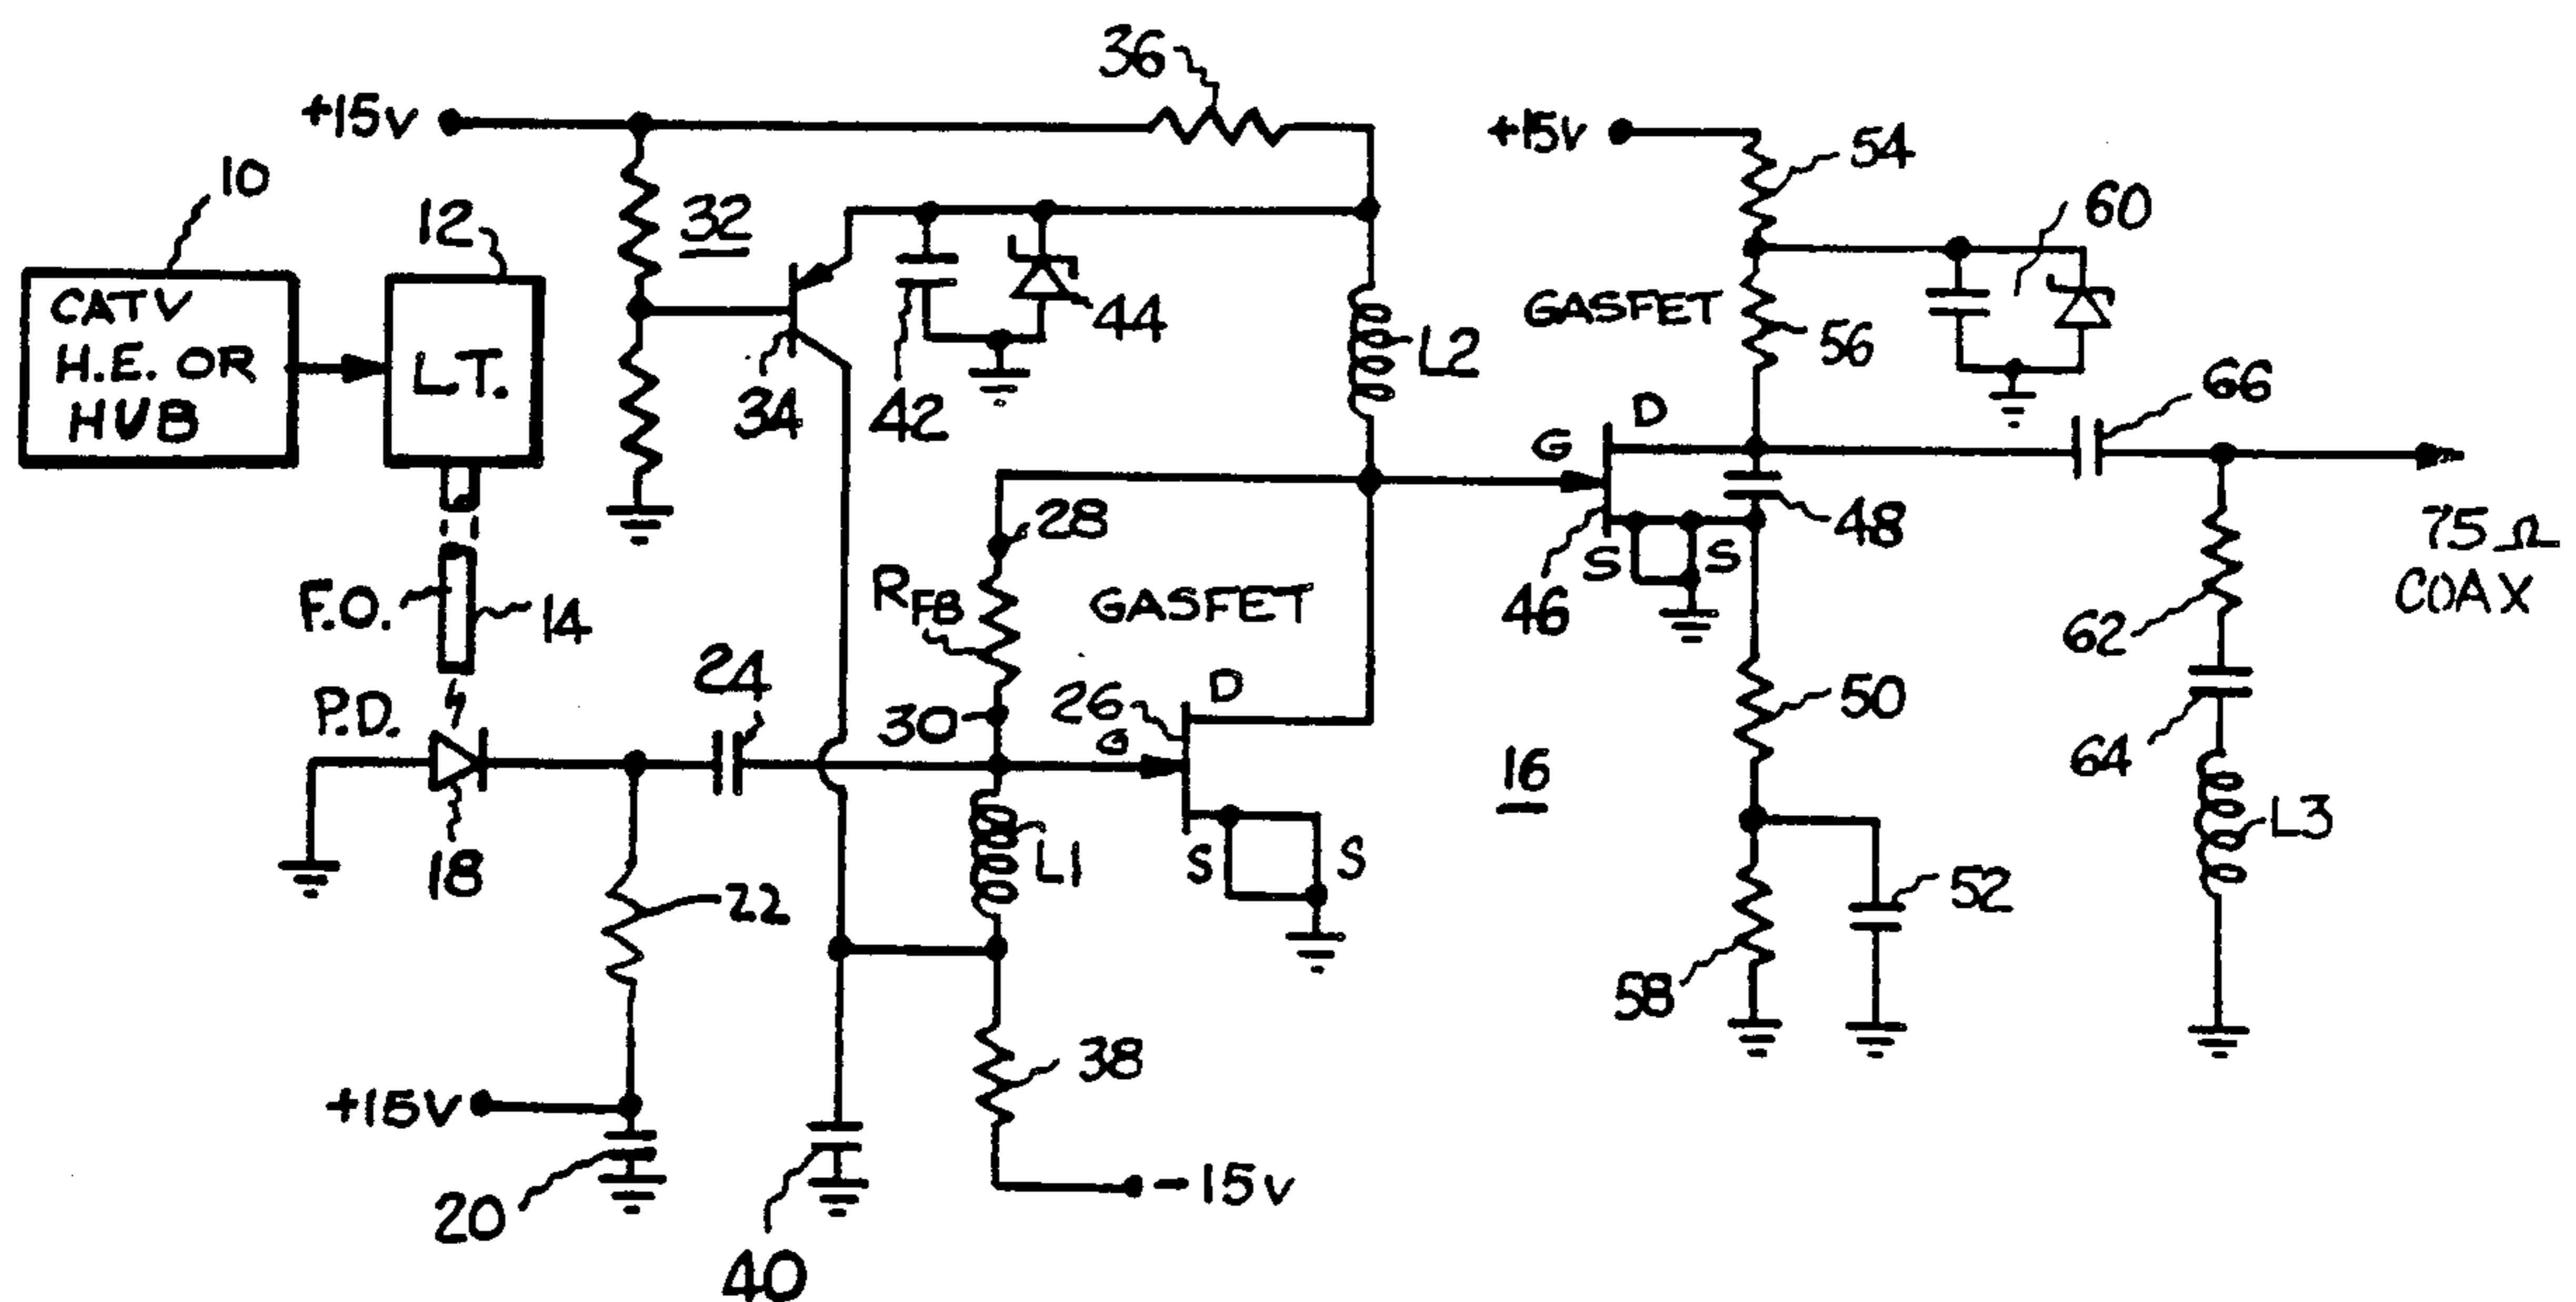 36
+15v
+15v
54
10
12
32
60
CATV
H.E. OR
HUB
L.T.
44
GASFET
56
L2
34
42
66
D
G
28
48
S
S
46
75 Ω
COAX
F.O.
14
RFB
GASFET
62
P.D.
24
30
26
D
G
50
64
16
18
L1
S
S
L3
22
52
58
38
+15v
-15v
20
40